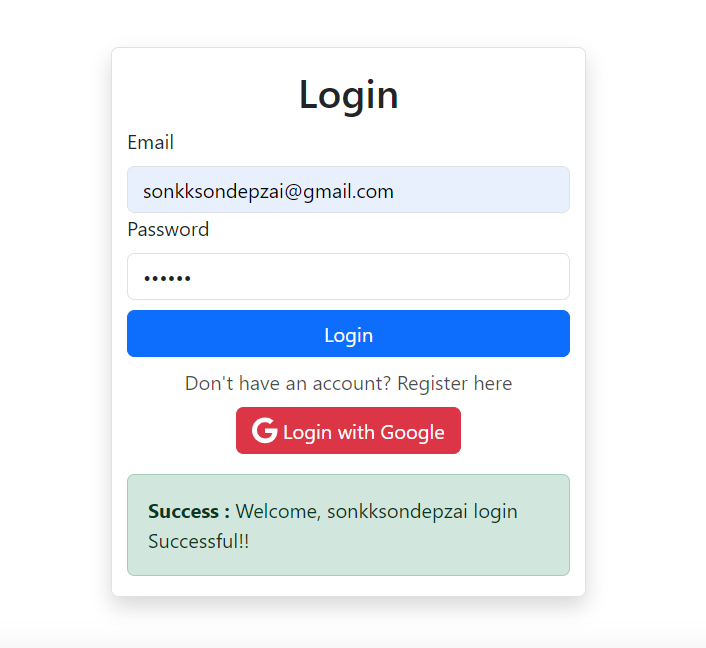 Login
Email
sonkksondepzai@gmail.com
Password
••••••
Login
Don't have an account? Register here
G Login with Google
Success : Welcome, sonkksondepzai login
Successful!!